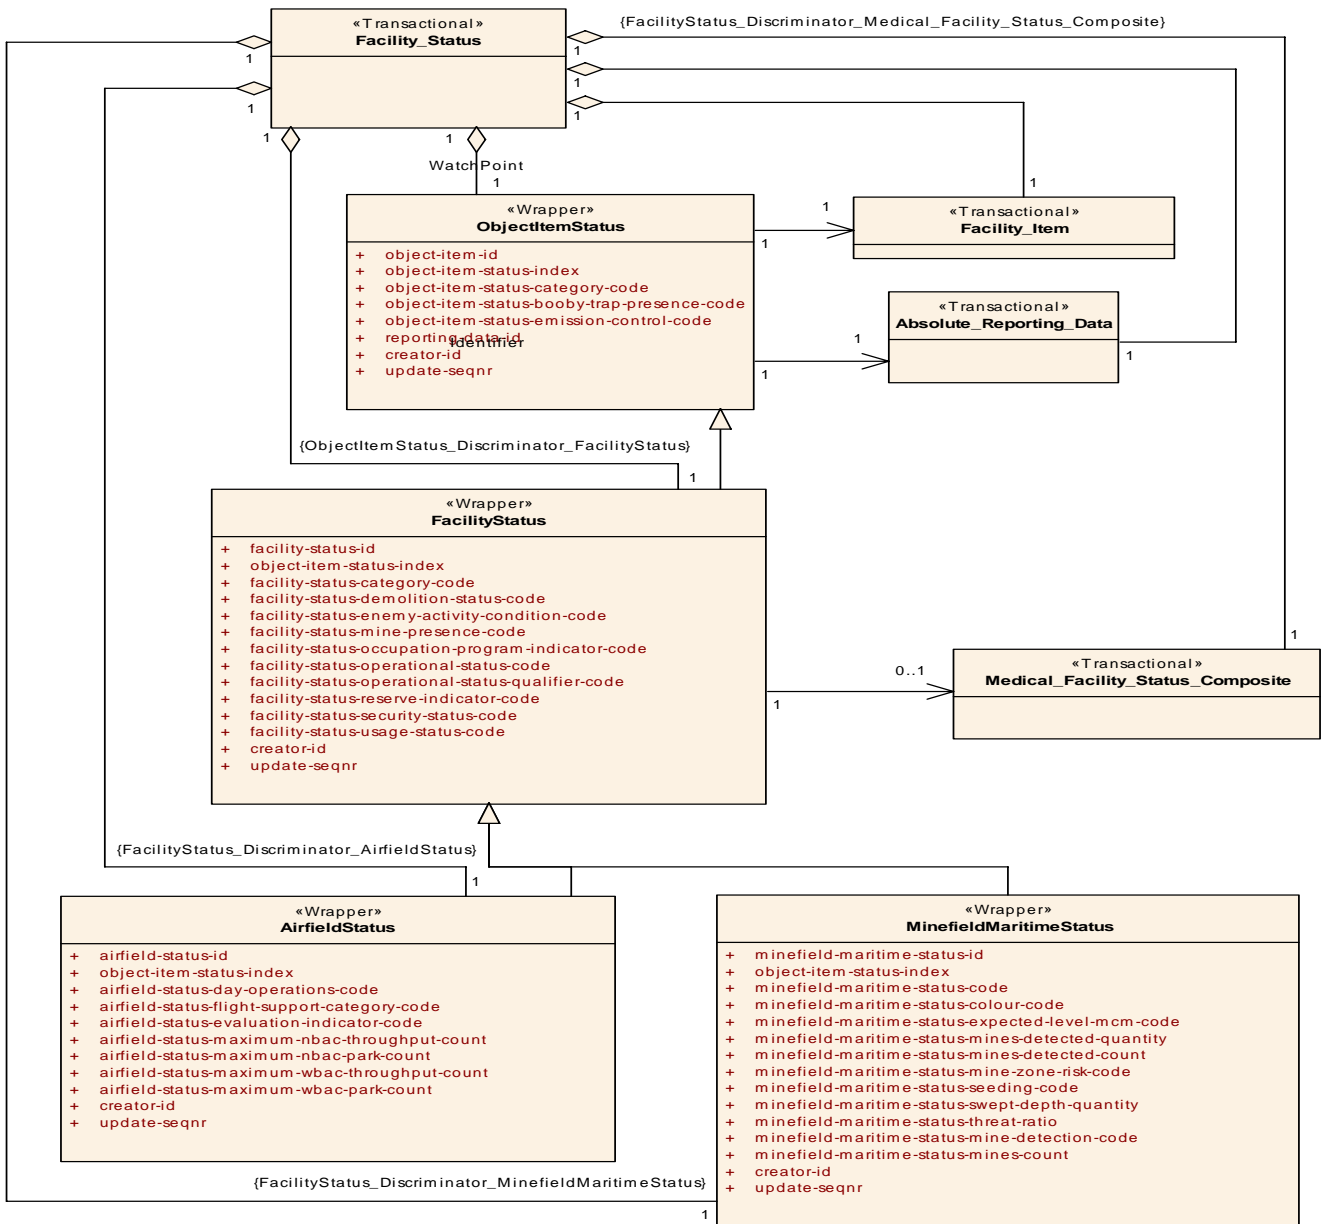 «Transactional»
Facility_Status
{FacilityStatus_Discriminator_Medical_Facility_Status_Composite}
1
1
1
1
1
1
1
WatchPoint
1
«Wrapper»
ObjectItemStatus
+ object-item-id
+ object-item-status-index
+ object-item-status-category-code
+ object-item-status-booby-trap-presence-code
+ object-item-status-emission-control-code
+ reporting-data-id
Identifier
+ creator-id
+ update-seqnr
1
1
1
«Transactional»
Facility_Item
1
1
«Transactional»
Absolute_Reporting_Data
1
{ObjectItemStatus_Discriminator_FacilityStatus}
1
«Wrapper»
FacilityStatus
+ facility-status-id
+ object-item-status-index
+ facility-status-category-code
+ facility-status-demolition-status-code
+ facility-status-enemy-activity-condition-code
+ facility-status-mine-presence-code
+ facility-status-occupation-program-indicator-code
+ facility-status-operational-status-code
+ facility-status-operational-status-qualifier-code
+ facility-status-reserve-indicator-code
+ facility-status-security-status-code
+ facility-status-usage-status-code
+ creator-id
+ update-seqnr
1
0..1
1
«Transactional»
Medical_Facility_Status_Composite
{FacilityStatus_Discriminator_AirfieldStatus}
1
«Wrapper»
AirfieldStatus
+ airfield-status-id
+ object-item-status-index
+ airfield-status-day-operations-code
+ airfield-status-flight-support-category-code
+ airfield-status-evaluation-indicator-code
+ airfield-status-maximum-nbac-throughput-count
+ airfield-status-maximum-nbac-park-count
+ airfield-status-maximum-wbac-throughput-count
+ airfield-status-maximum-wbac-park-count
+ creator-id
+ update-seqnr
«Wrapper»
MinefieldMaritimeStatus
+ minefield-maritime-status-id
+ object-item-status-index
+ minefield-maritime-status-code
+ minefield-maritime-status-colour-code
+ minefield-maritime-status-expected-level-mcm-code
+ minefield-maritime-status-mines-detected-quantity
+ minefield-maritime-status-mines-detected-count
+ minefield-maritime-status-mine-zone-risk-code
+ minefield-maritime-status-seeding-code
+ minefield-maritime-status-swept-depth-quantity
+ minefield-maritime-status-threat-ratio
+ minefield-maritime-status-mine-detection-code
+ minefield-maritime-status-mines-count
+ creator-id
+ update-seqnr
{FacilityStatus_Discriminator_MinefieldMaritimeStatus}
1